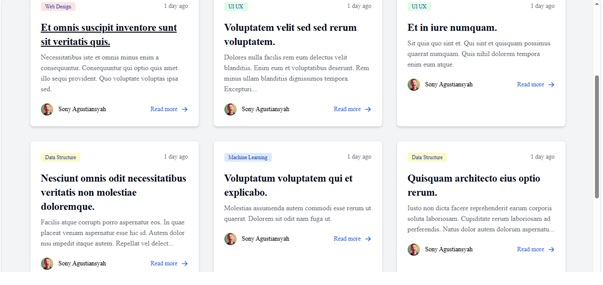 Web Design 1 day ago
Et omnis suscipit inventore sunt
sit veritatis quis.
Necessitatibus iste et omnis minus enim a
consequatur. Consequuntur qui optio quis amet
illo sequi provident. Quo voluptate voluptas ipsa
sed.
Sony Agustiansyah Read more →
UI UX 1 day ago
Voluptatem velit sed sed rerum
voluptatem.
Dolores nulla facilis rem eum delectus velit
blanditiis. Enim eum et voluptatibus deserunt. Rem
minus ullam blanditiis dignissimos tempora.
Excepturi...
Sony Agustiansyah Read more →
UI UX 1 day ago
Et in iure numquam.
Sit quia quo sint et. Qui sunt et quisquam possimus
quaerat numquam. Quis nihil dolorem tempora
enim eum atque.
Sony Agustiansyah Read more →
Data Structure 1 day ago
Nesciunt omnis odit necessitatibus
veritatis non molestiae
doloremque.
Facilis atque corrupti porro aspernatur eos. In quae
placeat veniam aspernatur esse hic id. Autem dolor
nisi impedit itaque autem. Repellat vel delect...
Sony Agustiansyah Read more →
Machine Learning 1 day ago
Voluptatum voluptatum qui et
explicabo.
Molestias assumenda autem commodi esse rerum ut
quaerat. Dolorem sit odit nam fuga ut.
Sony Agustiansyah Read more →
Data Structure 1 day ago
Quisquam architecto eius optio
rerum.
Iusto non dicta facere reprehenderit earum corporis
soluta laboriosam. Cupiditate rerum laboriosam ad
perferendis. Natus dolor autem dolorum aspernatu...
Sony Agustiansyah Read more →